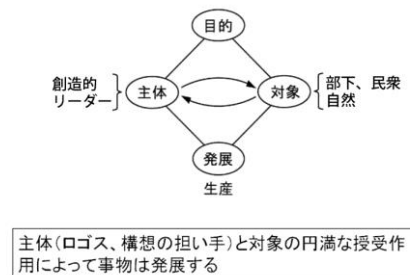 目的
創造的
リーダー
主体
対象
部下、民衆
自然
発展
生産
主体(ロゴス、構想の担い手)と対象の円満な授受作
用によって事物は発展する